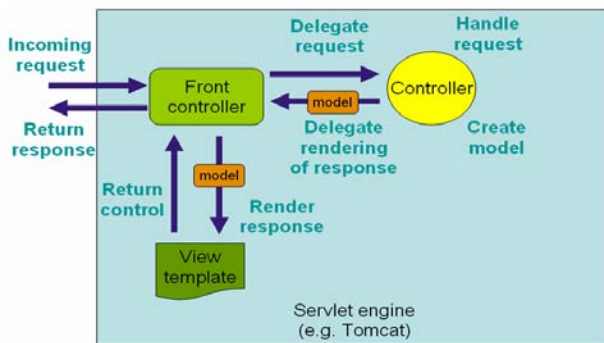 Incoming
request
Return
response
Front
controller
Delegate
request
Handle
request
Controller
model
Delegate
rendering
of response
Create
model
model
Return
control
Render
response
View
template
Servlet engine
(e.g. Tomcat)